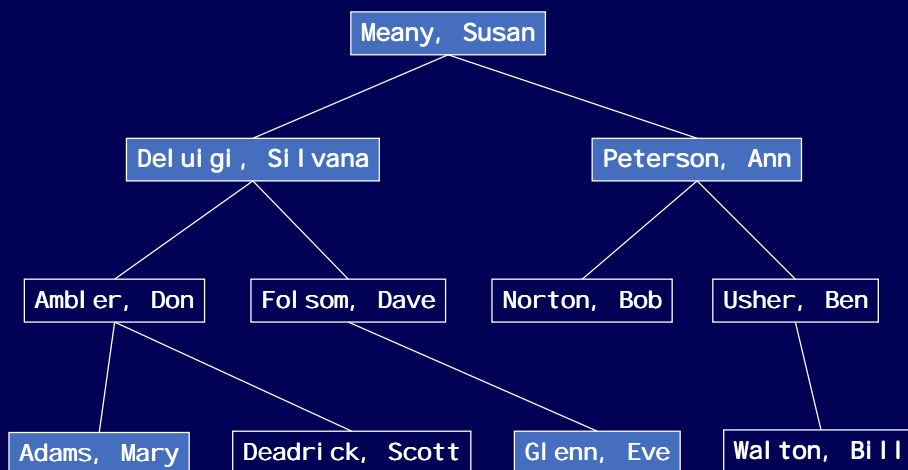 Meany, Susan
Deluigi, Silvana
Peterson, Ann
Ambler, Don
Folsom, Dave
Norton, Bob
Usher, Ben
Adams, Mary
Deadrick, Scott
Glenn, Eve
Walton, Bill